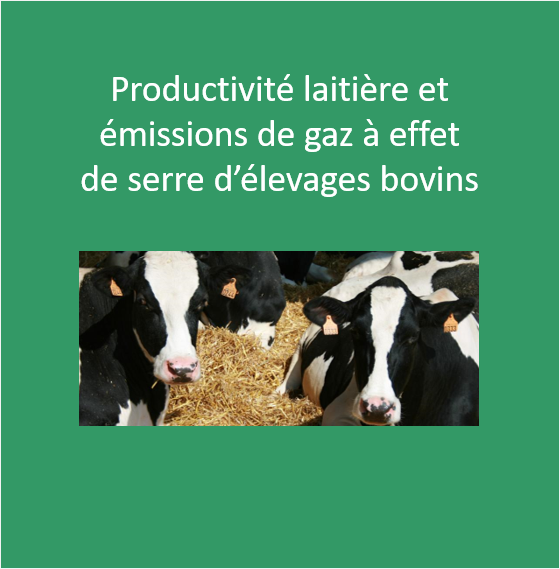 Productivité laitière et
émissions de gaz à effet
de serre d’élevages bovins